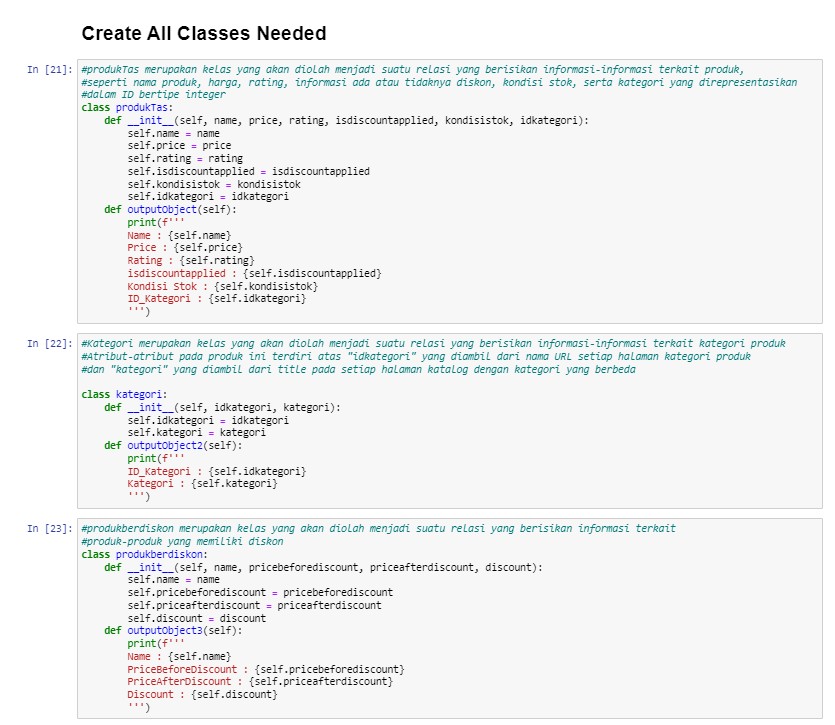 Create All Classes Needed
In [21]: #produkTas merupakan kelas yang akan diolah menjadi suatu relasi yang berisikan informasi-informasi terkait produk,
#seperti nama produk, harga, rating, informasi ada atau tidaknya diskon, kondisi stok, serta kategori yang direpresentasikan
#dalam ID bertipe integer
class produkTas:
    def __init__(self, name, price, rating, isdiscountapplied, kondisistok, idkategori):
        self.name = name
        self.price = price
        self.rating = rating
        self.isdiscountapplied = isdiscountapplied
        self.kondisistok = kondisistok
        self.idkategori = idkategori
    def outputObject(self):
        print(f'''
        Name : {self.name}
        Price : {self.price}
        Rating : {self.rating}
        isdiscountapplied : {self.isdiscountapplied}
        Kondisi Stok : {self.kondisistok}
        ID_Kategori : {self.idkategori}
        ''')
In [22]: #Kategori merupakan kelas yang akan diolah menjadi suatu relasi yang berisikan informasi-informasi terkait kategori produk
#Atribut-atribut pada produk ini terdiri atas "idkategori" yang diambil dari nama URL setiap halaman kategori produk
#dan "kategori" yang diambil dari title pada setiap halaman katalog dengan kategori yang berbeda
class kategori:
    def __init__(self, idkategori, kategori):
        self.idkategori = idkategori
        self.kategori = kategori
    def outputObject2(self):
        print(f'''
        ID_Kategori : {self.idkategori}
        Kategori : {self.kategori}
        ''')
In [23]: #produkberdiskon merupakan kelas yang akan diolah menjadi suatu relasi yang berisikan informasi terkait
#produk-produk yang memiliki diskon
class produkberdiskon:
    def __init__(self, name, pricebeforediscount, priceafterdiscount, discount):
        self.name = name
        self.pricebeforediscount = pricebeforediscount
        self.priceafterdiscount = priceafterdiscount
        self.discount = discount
    def outputObject3(self):
        print(f'''
        Name : {self.name}
        PriceBeforeDiscount : {self.pricebeforediscount}
        PriceAfterDiscount : {self.priceafterdiscount}
        Discount : {self.discount}
        ''')